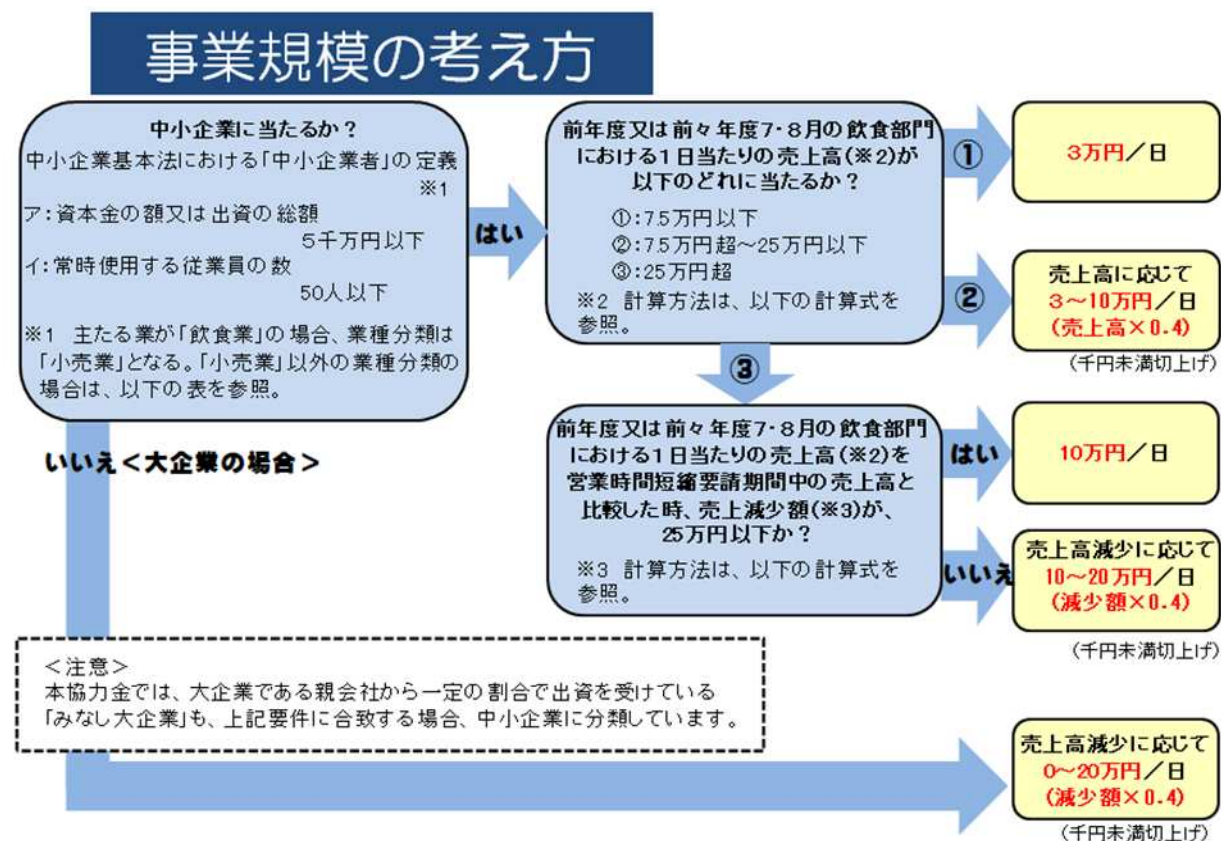 事業規模の考え方
中小企業に当たるか？
中小企業基本法における「中小企業者」の定義
※1
ア:資本金の額又は出資の総額
5千万円以下
イ:常時使用する従業員の数
50人以下
※1 主たる業が「飲食業」の場合、業種分類は
「小売業」となる。「小売業」以外の業種分類の
場合は、以下の表を参照。
はい
前年度又は前々年度7・8月の飲食部門
における1日当たりの売上高(※2)が
以下のどれに当たるか？
①:7.5万円以下
②:7.5万円超～25万円以下
③:25万円超
※2 計算方法は、以下の計算式を
参照。
①
3万円／日
②
売上高に応じて
3～10万円／日
(売上高×0.4)
(千円未満切上げ)
③
前年度又は前々年度7・8月の飲食部門
における1日当たりの売上高(※2)を
営業時間短縮要請期間中の売上高と
比較した時、売上減少額(※3)が、
25万円以下か？
※3 計算方法は、以下の計算式を
参照。
はい
10万円／日
いいえ
売上高減少に応じて
10～20万円／日
(減少額×0.4)
(千円未満切上げ)
いいえ＜大企業の場合＞
＜注意＞
本協力金では、大企業である親会社から一定の割合で出資を受けている
「みなし大企業」も、上記要件に合致する場合、中小企業に分類しています。
売上高減少に応じて
0～20万円／日
(減少額×0.4)
(千円未満切上げ)